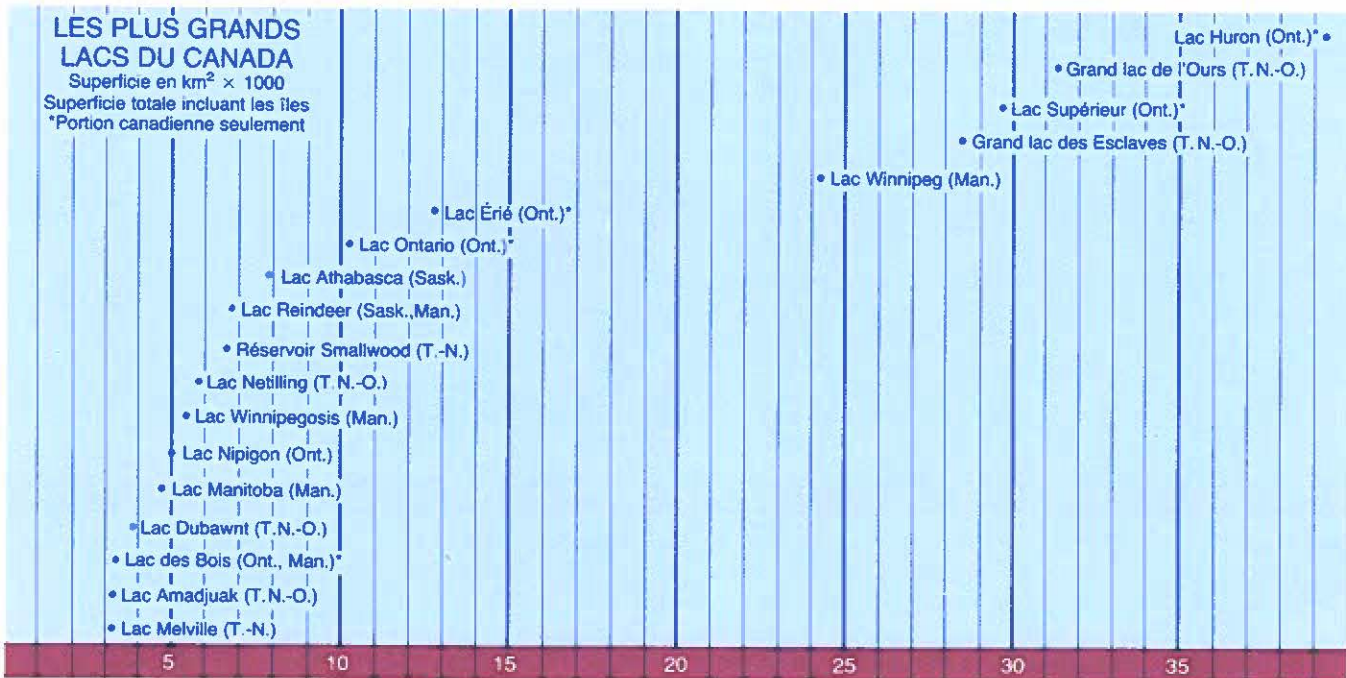 LES PLUS GRANDS
LACS DU CANADA
Superficie en km² × 1000
Superficie totale incluant les îles
*Portion canadienne seulement
Lac Huron (Ont.)*
Grand lac de l'Ours (T.N.-O.)
Lac Supérieur (Ont.)*
Grand lac des Esclaves (T.N.-O.)
Lac Winnipeg (Man.)
Lac Érié (Ont.)*
Lac Ontario (Ont.)*
Lac Athabasca (Sask.)
Lac Reindeer (Sask.,Man.)
Réservoir Smallwood (T.-N.)
Lac Netilling (T.N.-O.)
Lac Winnipegosis (Man.)
Lac Nipigon (Ont.)
Lac Manitoba (Man.)
Lac Dubawnt (T.N.-O.)
Lac des Bois (Ont., Man.)*
Lac Amadjuak (T.N.-O.)
Lac Melville (T.-N.)
5 10 15 20 25 30 35